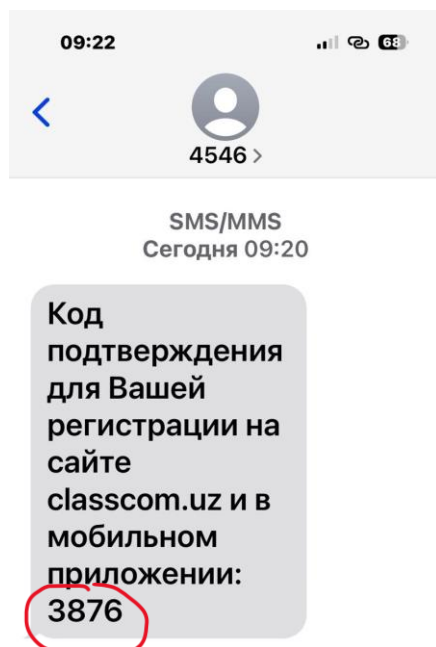 09:22
68
4546 >
SMS/MMS
Сегодня 09:20
Код
подтверждения
для Вашей
регистрации на
сайте
classcom.uz и в
мобильном
приложении:
3876